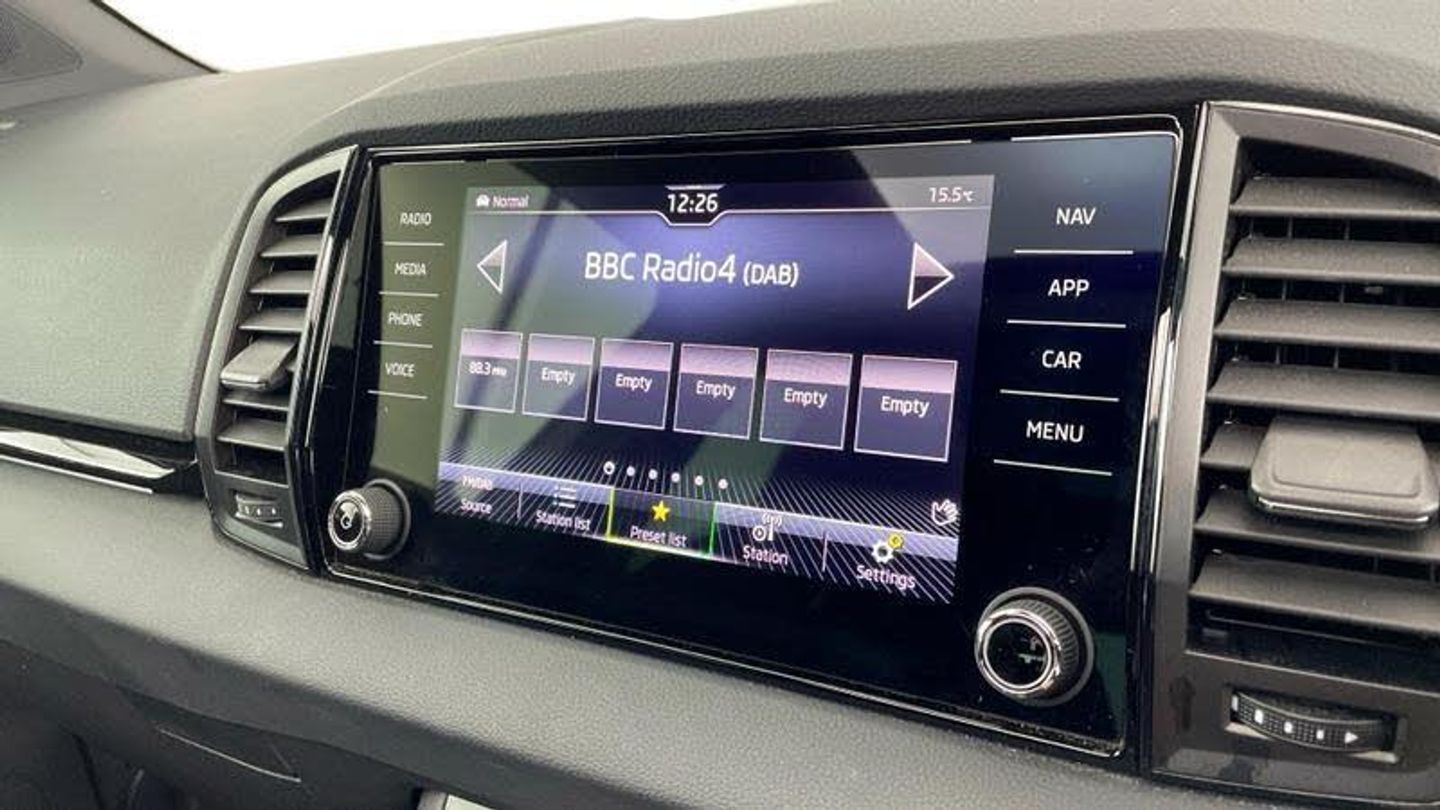 RADIO
MEDIA
PHONE
VOICE
Normal
12:26
15.5°C
BBC Radio4 (DAB)
88.3 MHz
Empty
Empty
Empty
Empty
Empty
Source
Station list
Preset list
Station
Settings
NAV
APP
CAR
MENU